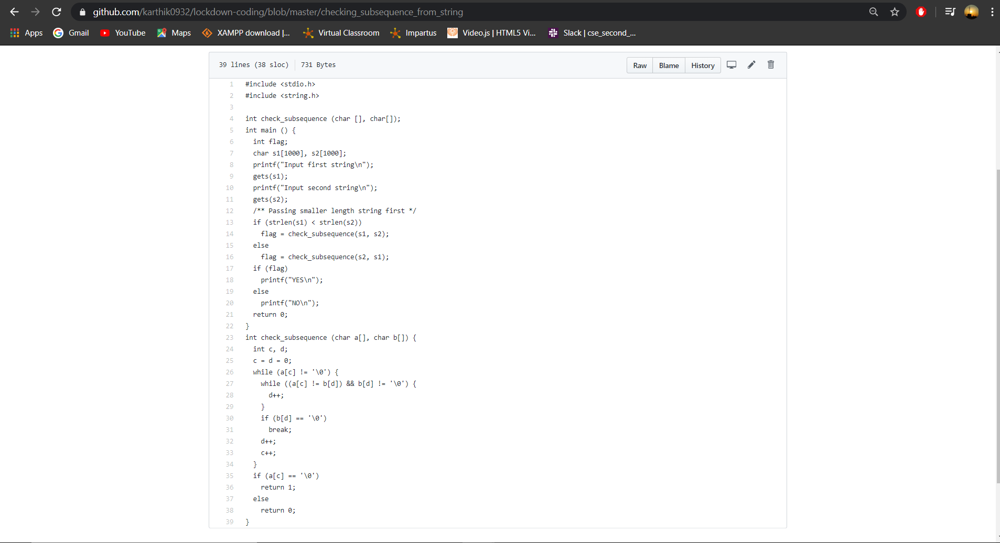 github.com/karthik0932/lockdown-coding/blob/master/checking_subsequence_from_string
Apps Gmail YouTube Maps XAMPP download |... Virtual Classroom Impartus Video.js | HTML5 Vi... Slack | cse_second_...
39 lines (38 sloc) 731 Bytes Raw Blame History
1 #include <stdio.h>
2 #include <string.h>
3
4 int check_subsequence (char [], char[]);
5 int main () {
6 int flag;
7 char s1[1000], s2[1000];
8 printf("Input first string\n");
9 gets(s1);
10 printf("Input second string\n");
11 gets(s2);
12 /** Passing smaller length string first */
13 if (strlen(s1) < strlen(s2))
14 flag = check_subsequence(s1, s2);
15 else
16 flag = check_subsequence(s2, s1);
17 if (flag)
18 printf("YES\n");
19 else
20 printf("NO\n");
21 return 0;
22 }
23 int check_subsequence (char a[], char b[]) {
24 int c, d;
25 c = d = 0;
26 while (a[c] != '\0') {
27 while ((a[c] != b[d]) && b[d] != '\0') {
28 d++;
29 }
30 if (b[d] == '\0')
31 break;
32 d++;
33 c++;
34 }
35 if (a[c] == '\0')
36 return 1;
37 else
38 return 0;
39 }